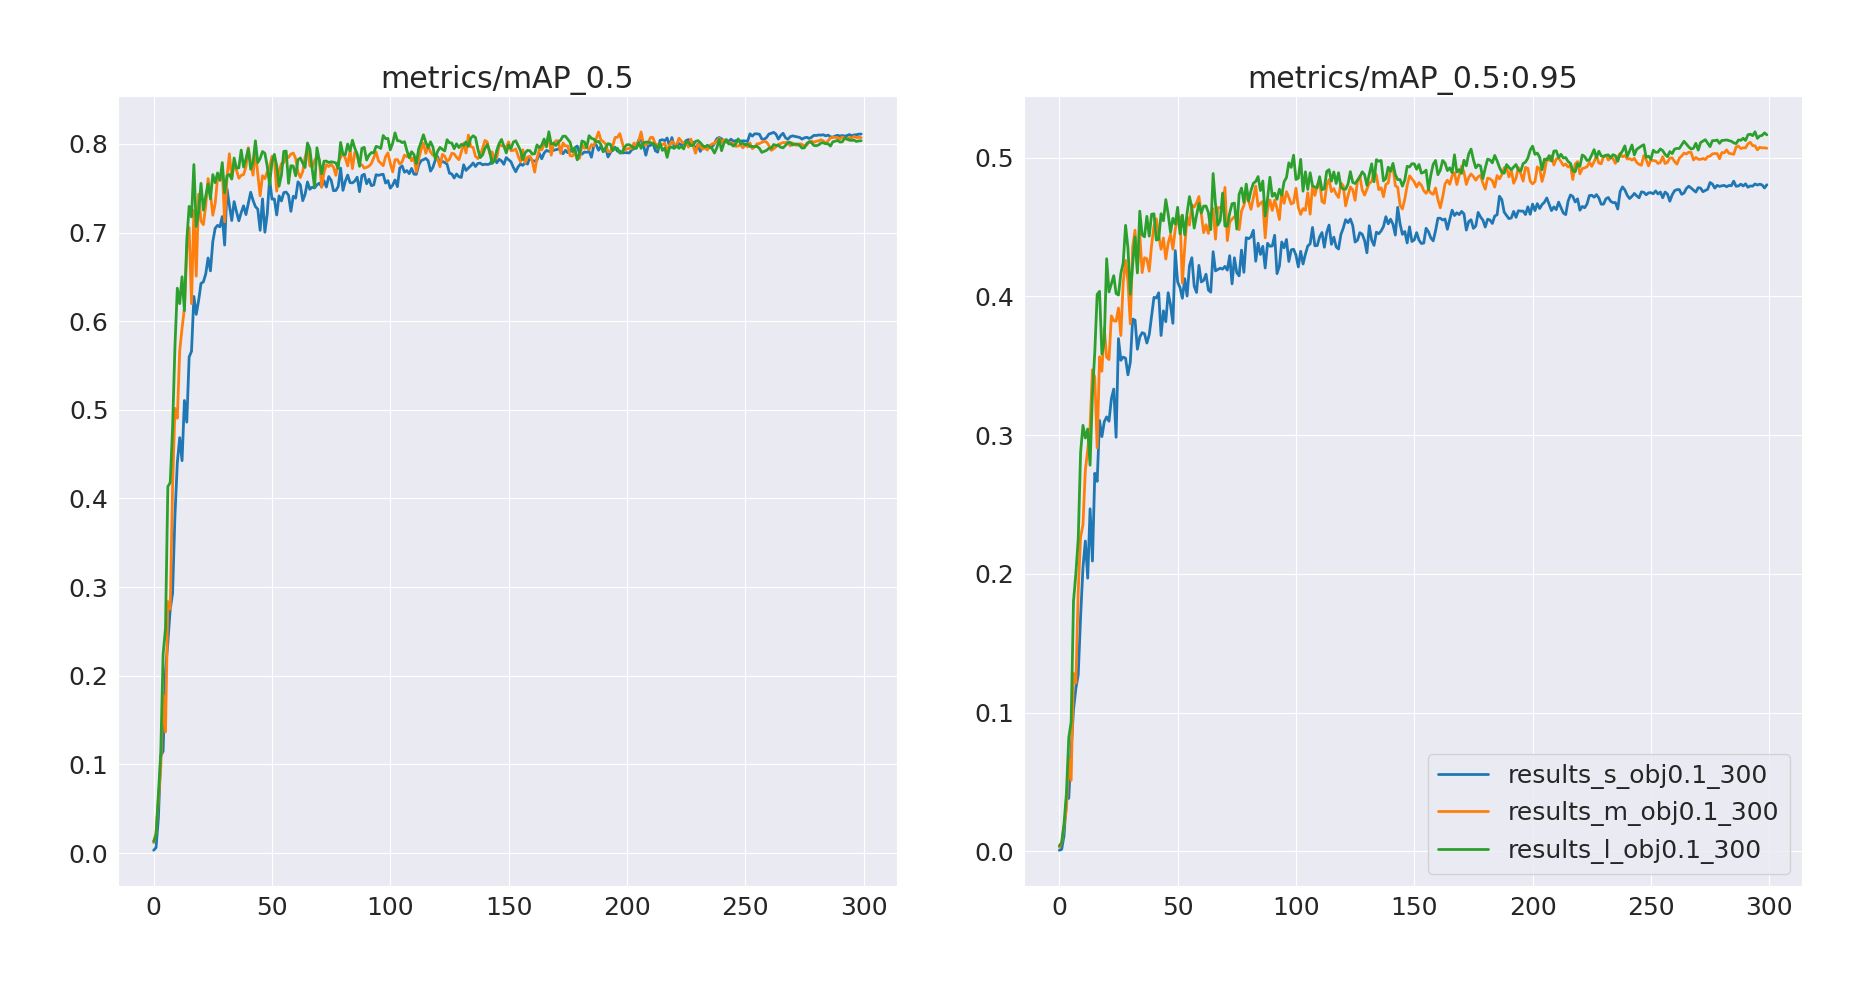 metrics/mAP_0.5
0.8
0.7
0.6
0.5
0.4
0.3
0.2
0.1
0.0
0 50 100 150 200 250 300
metrics/mAP_0.5:0.95
0.5
0.4
0.3
0.2
0.1
0.0
0 50 100 150 200 250 300
results_s_obj0.1_300
results_m_obj0.1_300
results_l_obj0.1_300